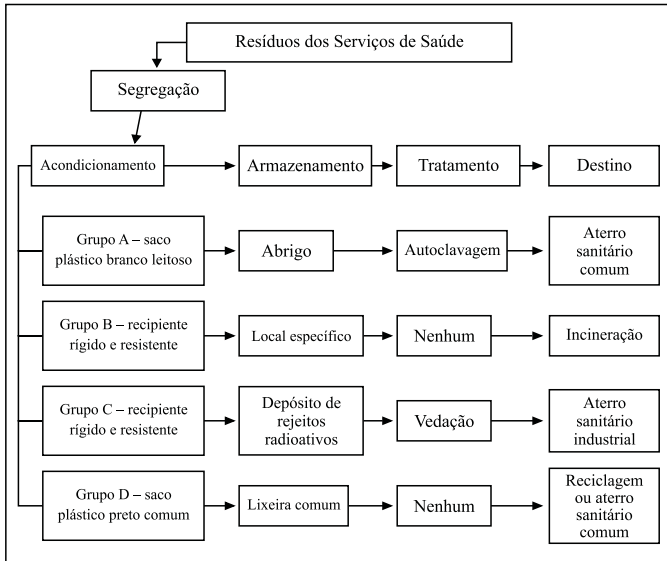 Resíduos dos Serviços de Saúde
Segregação
Acondicionamento
Armazenamento
Tratamento
Destino
Grupo A – saco
plástico branco leitoso
Abrigo
Autoclavagem
Aterro
sanitário
comum
Grupo B – recipiente
rígido e resistente
Local específico
Nenhum
Incineração
Grupo C – recipiente
rígido e resistente
Depósito de
rejeitos
radioativos
Vedação
Aterro
sanitário
industrial
Grupo D – saco
plástico preto comum
Lixeira comum
Nenhum
Reciclagem
ou aterro
sanitário
comum